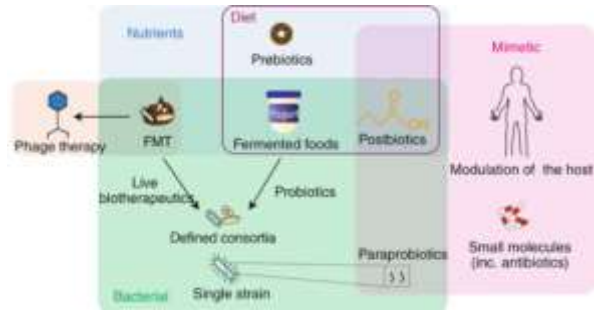 Diet
Nutrients
Mimetic
Prebiotics
Phage therapy
FMT
Fermented foods
Postbiotics
Modulation of the host
Live
biotherapeutics
Probiotics
Defined consortia
Paraprobiotics
Small molecules
(inc. antibiotics)
Bacterial
Single strain